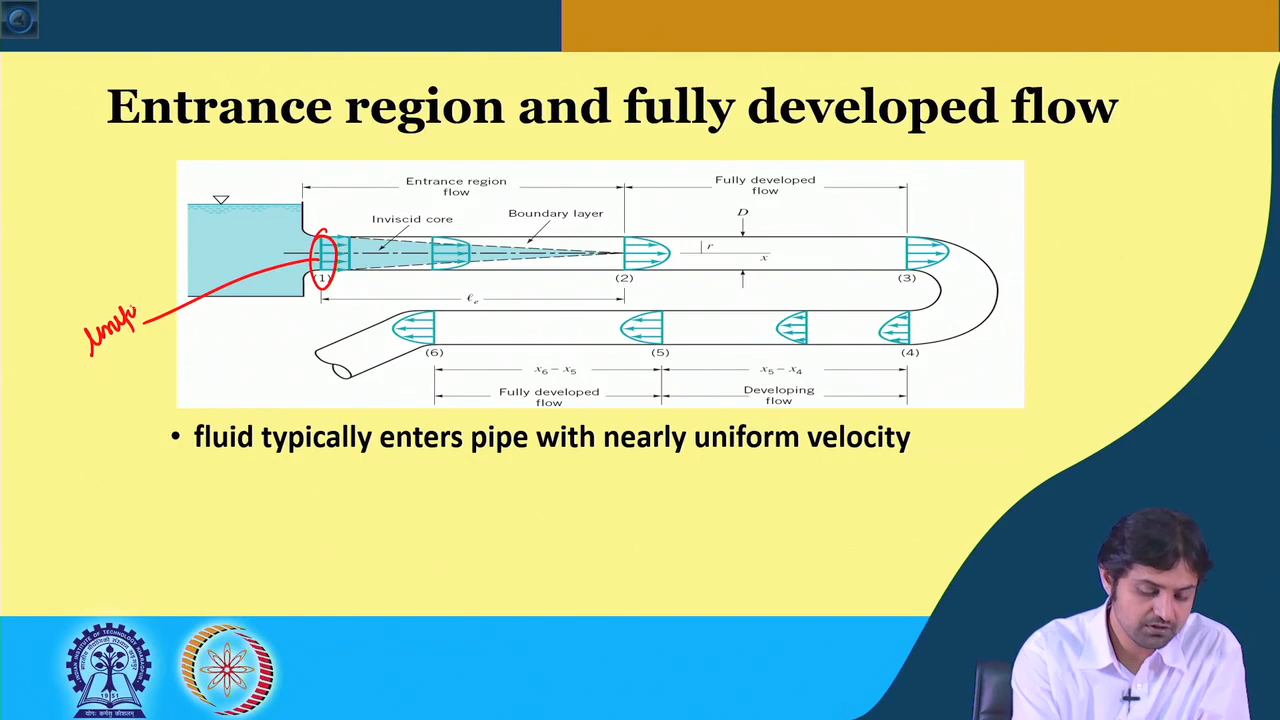 Entrance region and fully developed flow
Entrance region
flow
Fully developed
flow
Inviscid core
Boundary layer
D
r
x
(1)
(2)
(3)
ℓe
(6)
(5)
(4)
x6 – x5
x5 – x4
Fully developed
flow
Developing
flow
• fluid typically enters pipe with nearly uniform velocity
1951